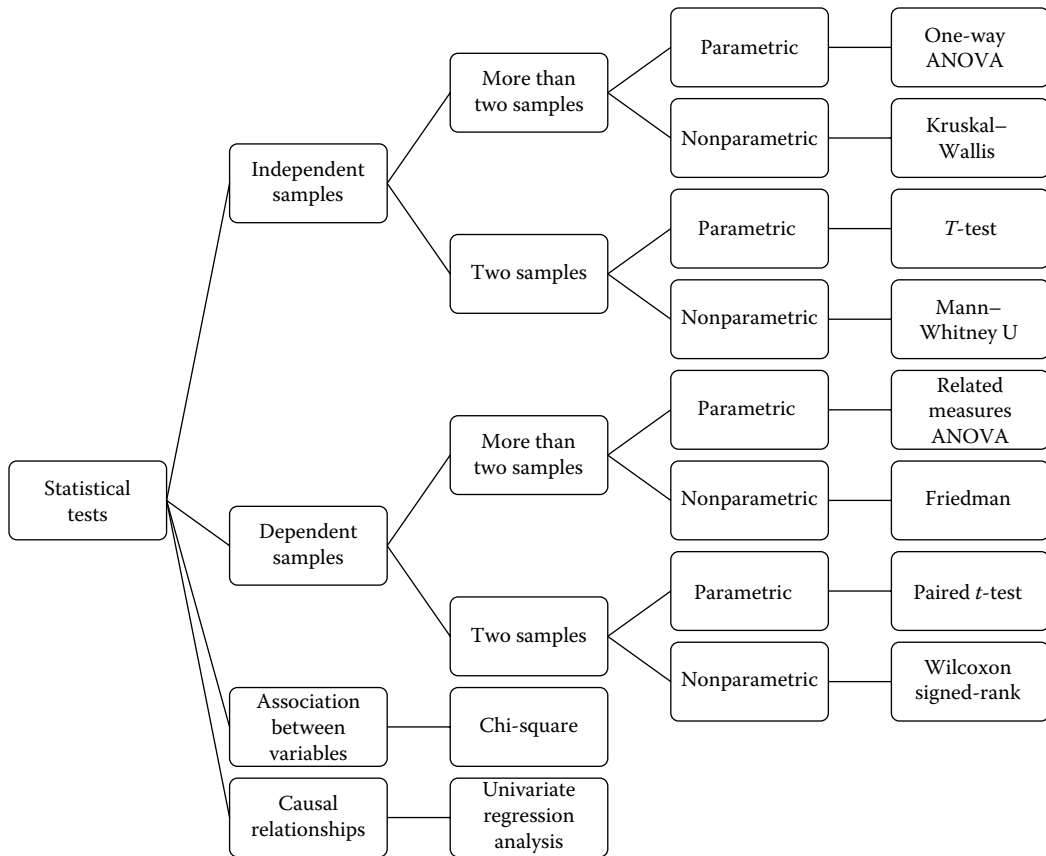 Statistical
tests
Independent
samples
More than
two samples
Parametric
One-way
ANOVA
Nonparametric
Kruskal–
Wallis
Two samples
Parametric
T-test
Nonparametric
Mann–
Whitney U
Dependent
samples
More than
two samples
Parametric
Related
measures
ANOVA
Nonparametric
Friedman
Two samples
Parametric
Paired t-test
Nonparametric
Wilcoxon
signed-rank
Association
between
variables
Chi-square
Causal
relationships
Univariate
regression
analysis